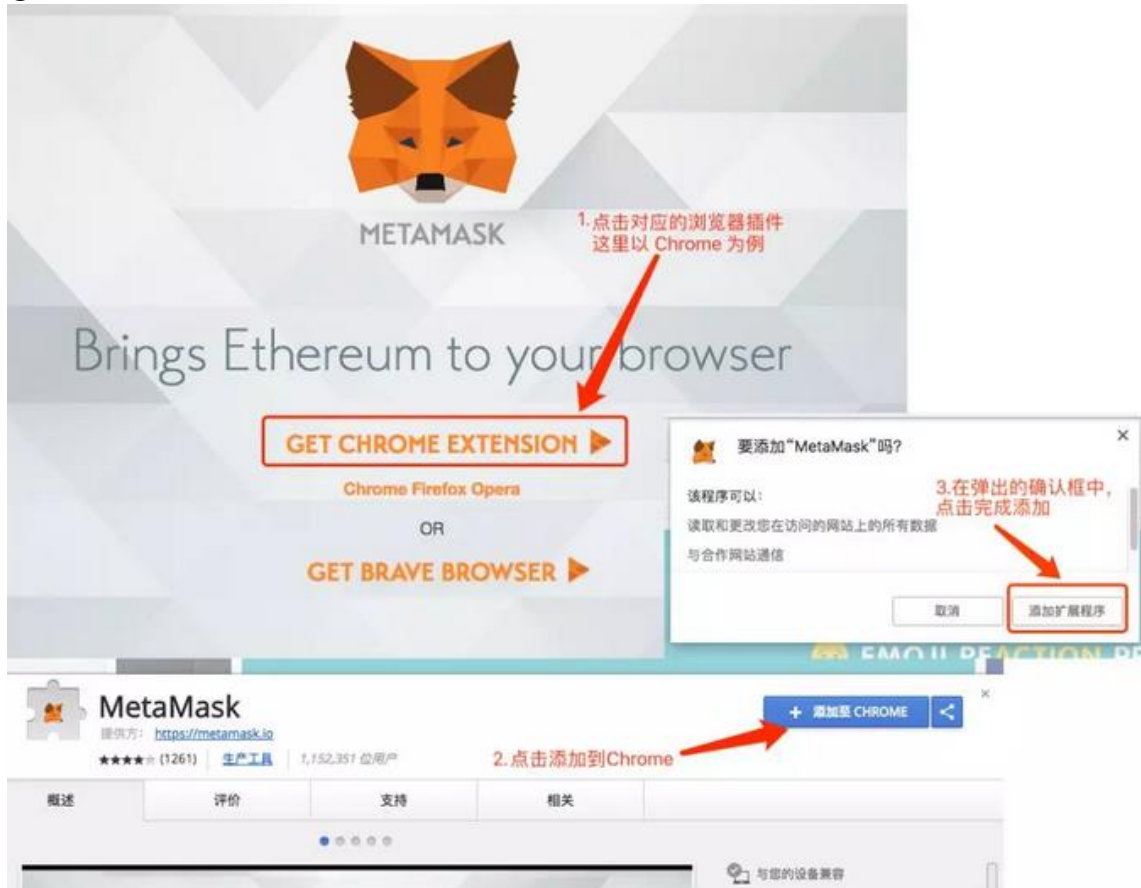 METAMASK
1.点击对应的浏览器插件
这里以 Chrome 为例
Brings Ethereum to your browser
GET CHROME EXTENSION
Chrome Firefox Opera
OR
GET BRAVE BROWSER
要添加“MetaMask”吗?
×
该程序可以:
读取和更改您在访问的网站上的所有数据
与合作网站通信
3.在弹出的确认框中,
点击完成添加
取消
添加扩展程序
EMOJI REACTION
MetaMask
提供方: https://metamask.io
★★★★☆ (1261) 生产工具 1,152,351 位用户
2.点击添加到Chrome
+ 添加至 CHROME
×
概述 评价 支持 相关
与您的设备兼容